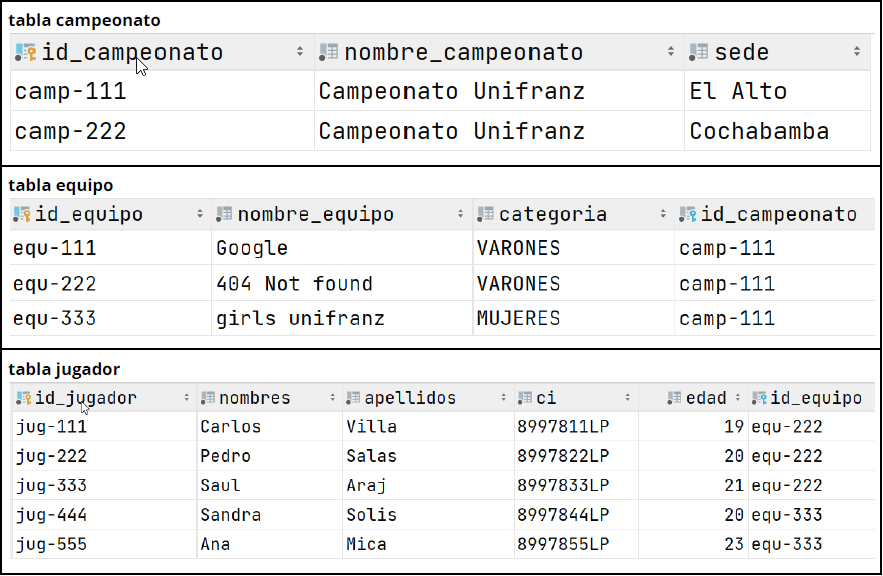 tabla campeonato
id_campeonato nombre_campeonato sede
camp-111 Campeonato Unifranz El Alto
camp-222 Campeonato Unifranz Cochabamba
tabla equipo
id_equipo nombre_equipo categoria id_campeonato
equ-111 Google VARONES camp-111
equ-222 404 Not found VARONES camp-111
equ-333 girls unifranz MUJERES camp-111
tabla jugador
id_jugador nombres apellidos ci edad id_equipo
jug-111 Carlos Villa 8997811LP 19 equ-222
jug-222 Pedro Salas 8997822LP 20 equ-222
jug-333 Saul Araj 8997833LP 21 equ-222
jug-444 Sandra Solis 8997844LP 20 equ-333
jug-555 Ana Mica 8997855LP 23 equ-333